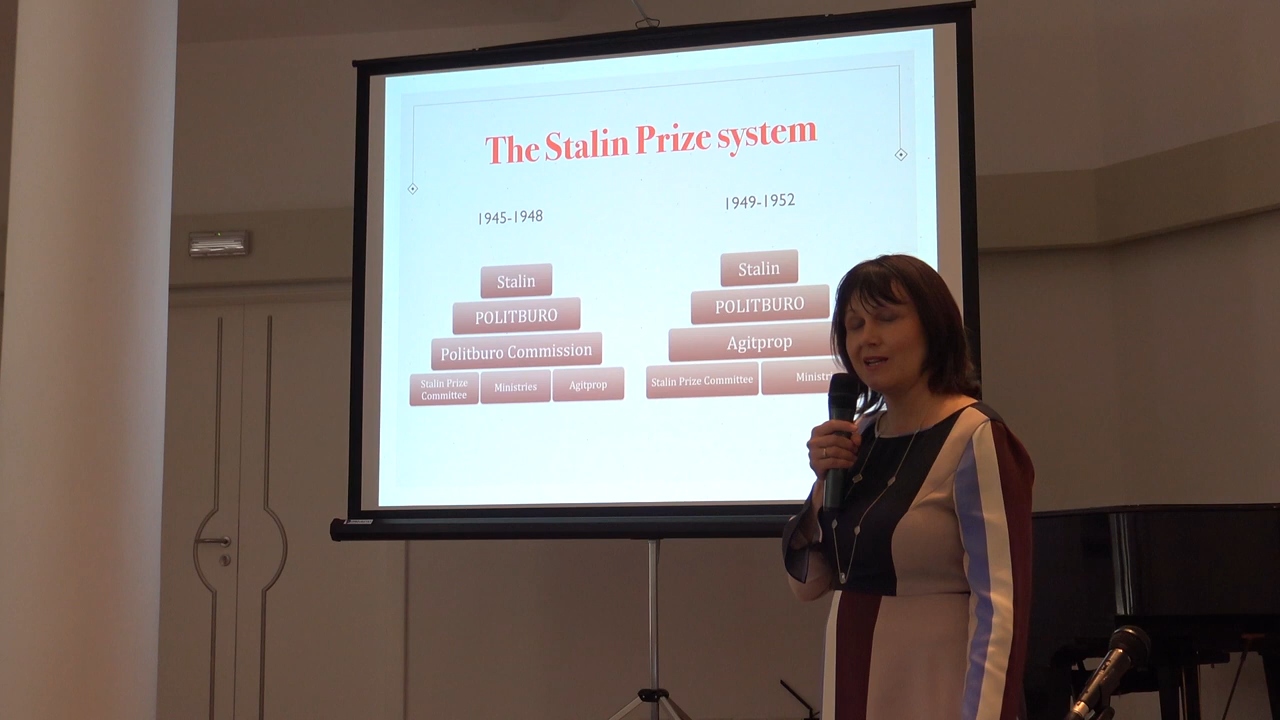 The Stalin Prize system
1945-1948
Stalin
POLITBURO
Politburo Commission
Stalin Prize
Committee
Ministries
Agitprop
1949-1952
Stalin
POLITBURO
Agitprop
Stalin Prize Committee